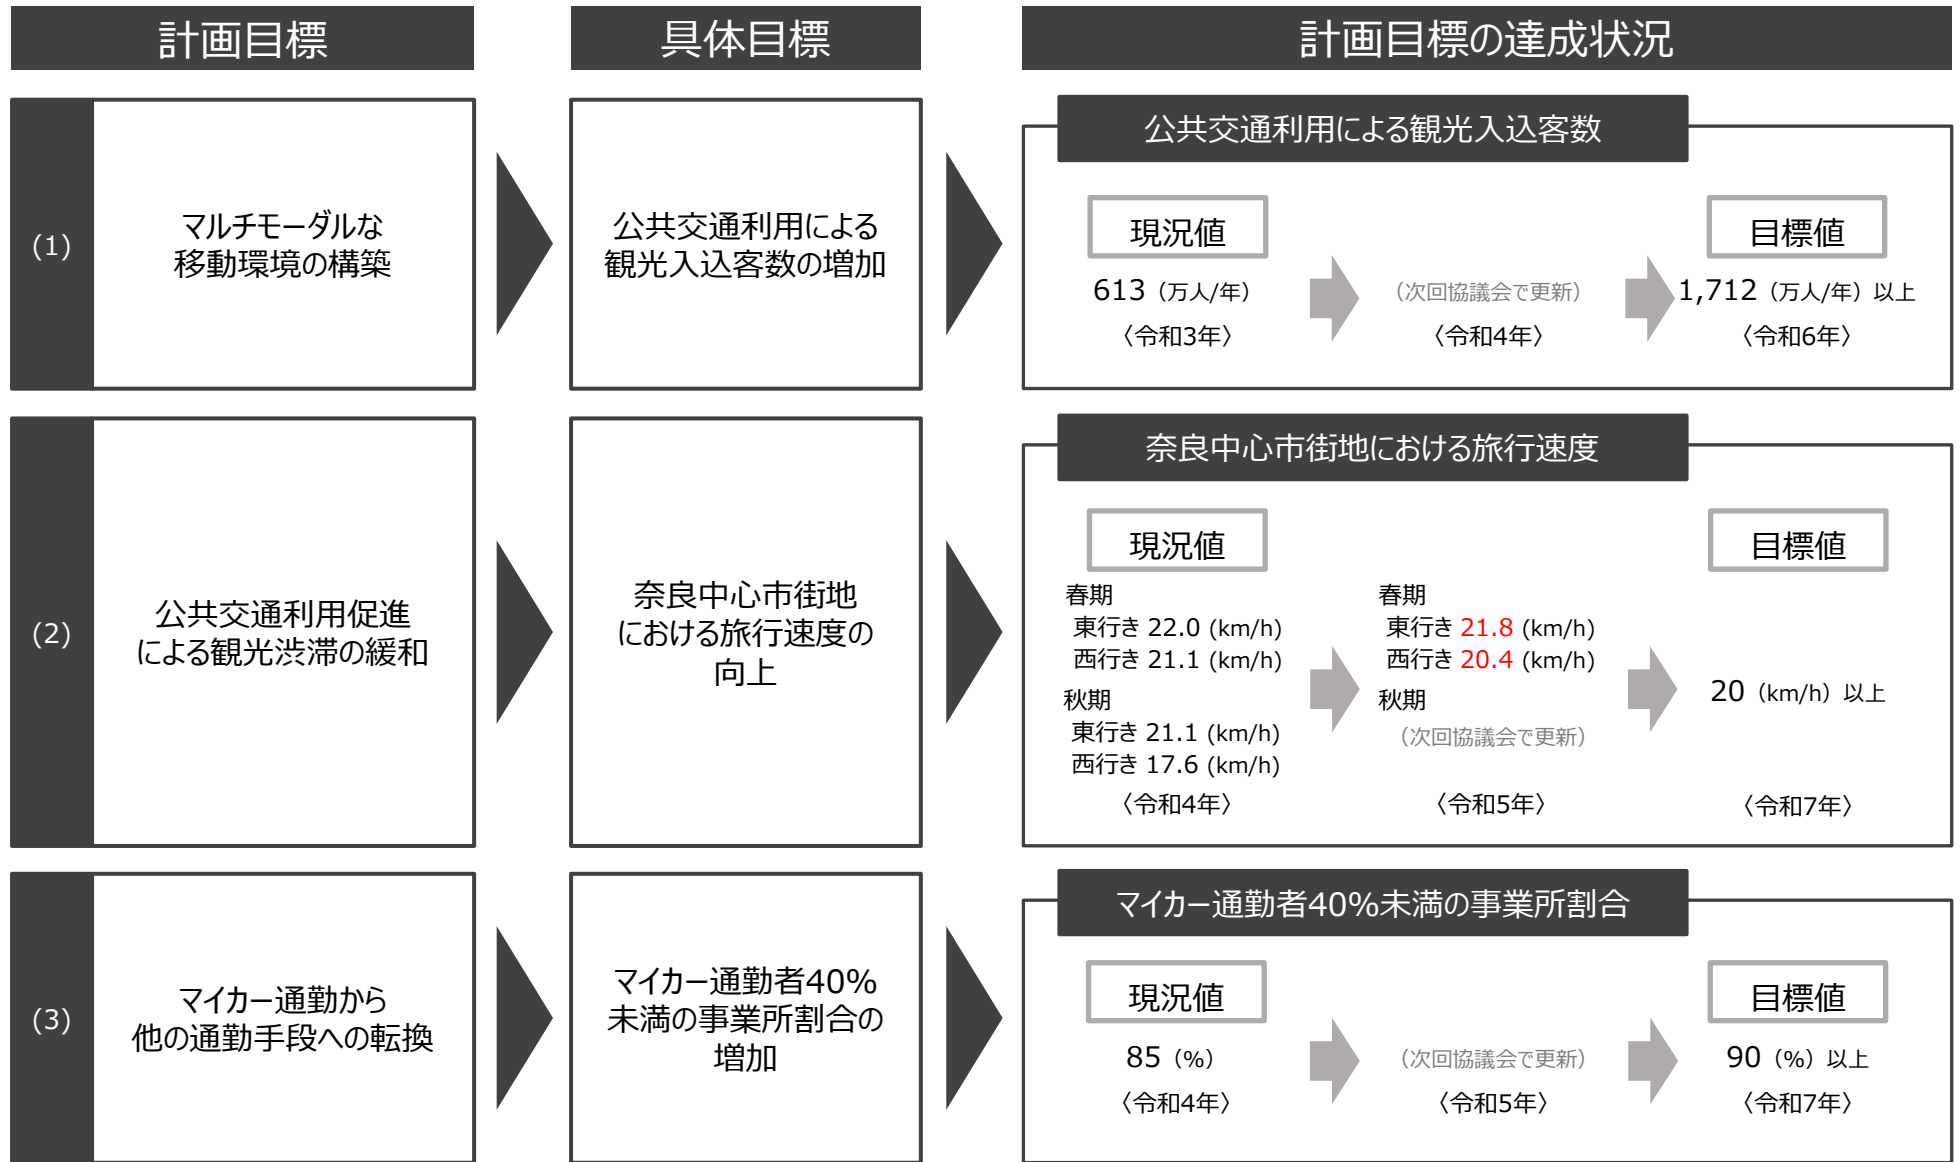 計画目標
具体目標
計画目標の達成状況
(1)
マルチモーダルな
移動環境の構築
公共交通利用による
観光入込客数の増加
公共交通利用による観光入込客数
現況値
613（万人/年）
〈令和3年〉
（次回協議会で更新）
〈令和4年〉
目標値
1,712（万人/年）以上
〈令和6年〉
(2)
公共交通利用促進
による観光渋滞の緩和
奈良中心市街地
における旅行速度の
向上
奈良中心市街地における旅行速度
現況値
春期
東行き 22.0 (km/h)
西行き 21.1 (km/h)
秋期
東行き 21.1 (km/h)
西行き 17.6 (km/h)
〈令和4年〉
春期
東行き 21.8 (km/h)
西行き 20.4 (km/h)
秋期
（次回協議会で更新）
〈令和5年〉
目標値
20（km/h）以上
〈令和7年〉
(3)
マイカー通勤から
他の通勤手段への転換
マイカー通勤者40%
未満の事業所割合の
増加
マイカー通勤者40%未満の事業所割合
現況値
85（%）
〈令和4年〉
（次回協議会で更新）
〈令和5年〉
目標値
90（%）以上
〈令和7年〉